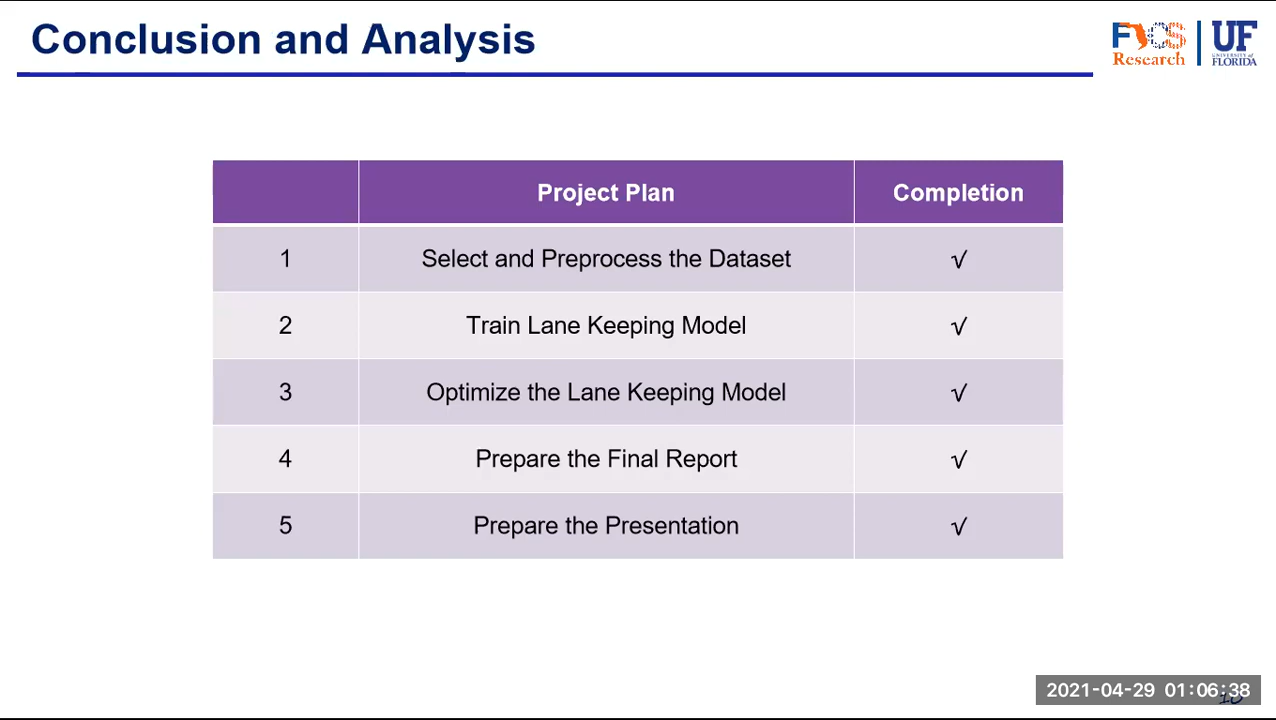 Conclusion and Analysis
FICS Research
UF UNIVERSITY of FLORIDA
Project Plan Completion
1 Select and Preprocess the Dataset √
2 Train Lane Keeping Model √
3 Optimize the Lane Keeping Model √
4 Prepare the Final Report √
5 Prepare the Presentation √
2021-04-29 01:06:38